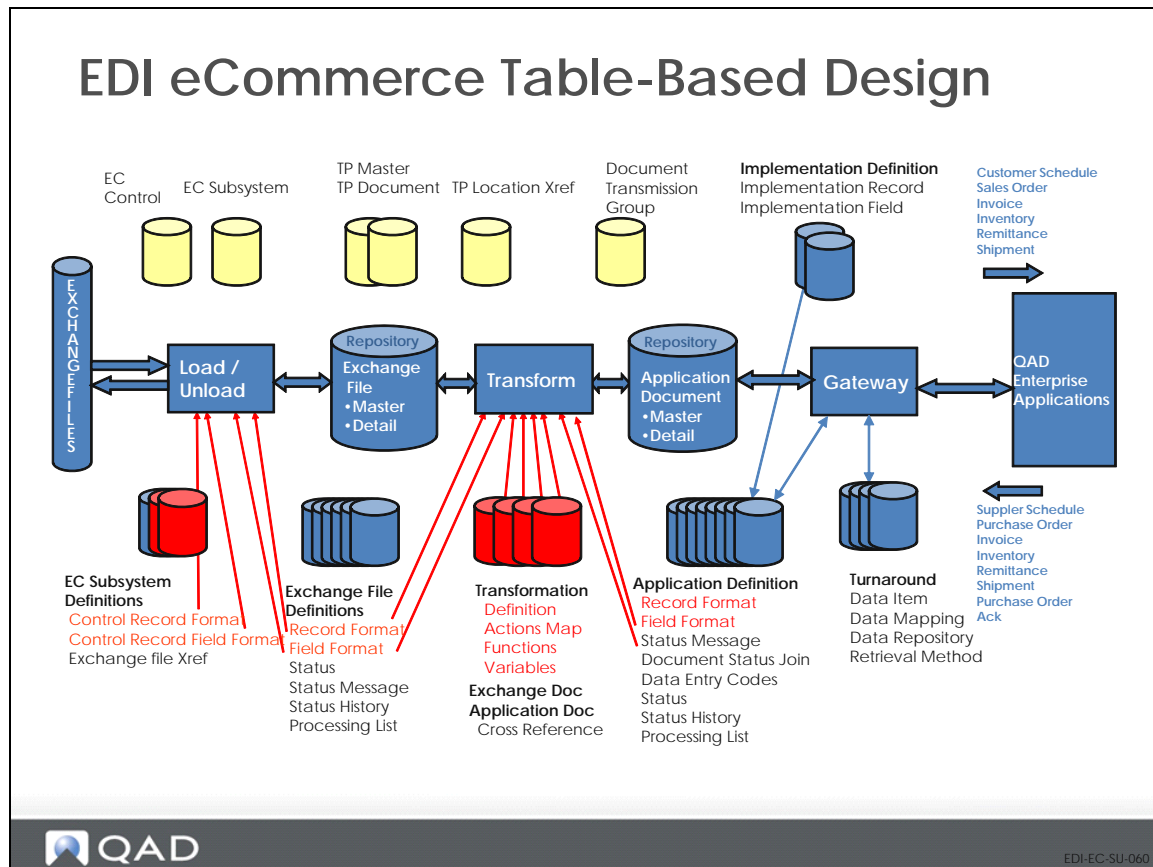 EDI eCommerce Table-Based Design
EC
Control
EC Subsystem
TP Master
TP Document
TP Location Xref
Document
Transmission
Group
Implementation Definition
Implementation Record
Implementation Field
Customer Schedule
Sales Order
Invoice
Inventory
Remittance
Shipment
EXCHANGEFILES
Load /
Unload
Repository
Exchange
File
•Master
•Detail
Transform
Repository
Application
Document
•Master
•Detail
Gateway
QAD
Enterprise
Applications
EC Subsystem
Definitions
Control Record Format
Control Record Field Format
Exchange file Xref
Exchange File
Definitions
Record Format
Field Format
Status
Status Message
Status History
Processing List
Transformation
Definition
Actions Map
Functions
Variables
Exchange Doc
Application Doc
Cross Reference
Application Definition
Record Format
Field Format
Status Message
Document Status Join
Data Entry Codes
Status
Status History
Processing List
Turnaround
Data Item
Data Mapping
Data Repository
Retrieval Method
Suppler Schedule
Purchase Order
Invoice
Inventory
Remittance
Shipment
Purchase Order
Ack
QAD
EDI-EC-SU-060